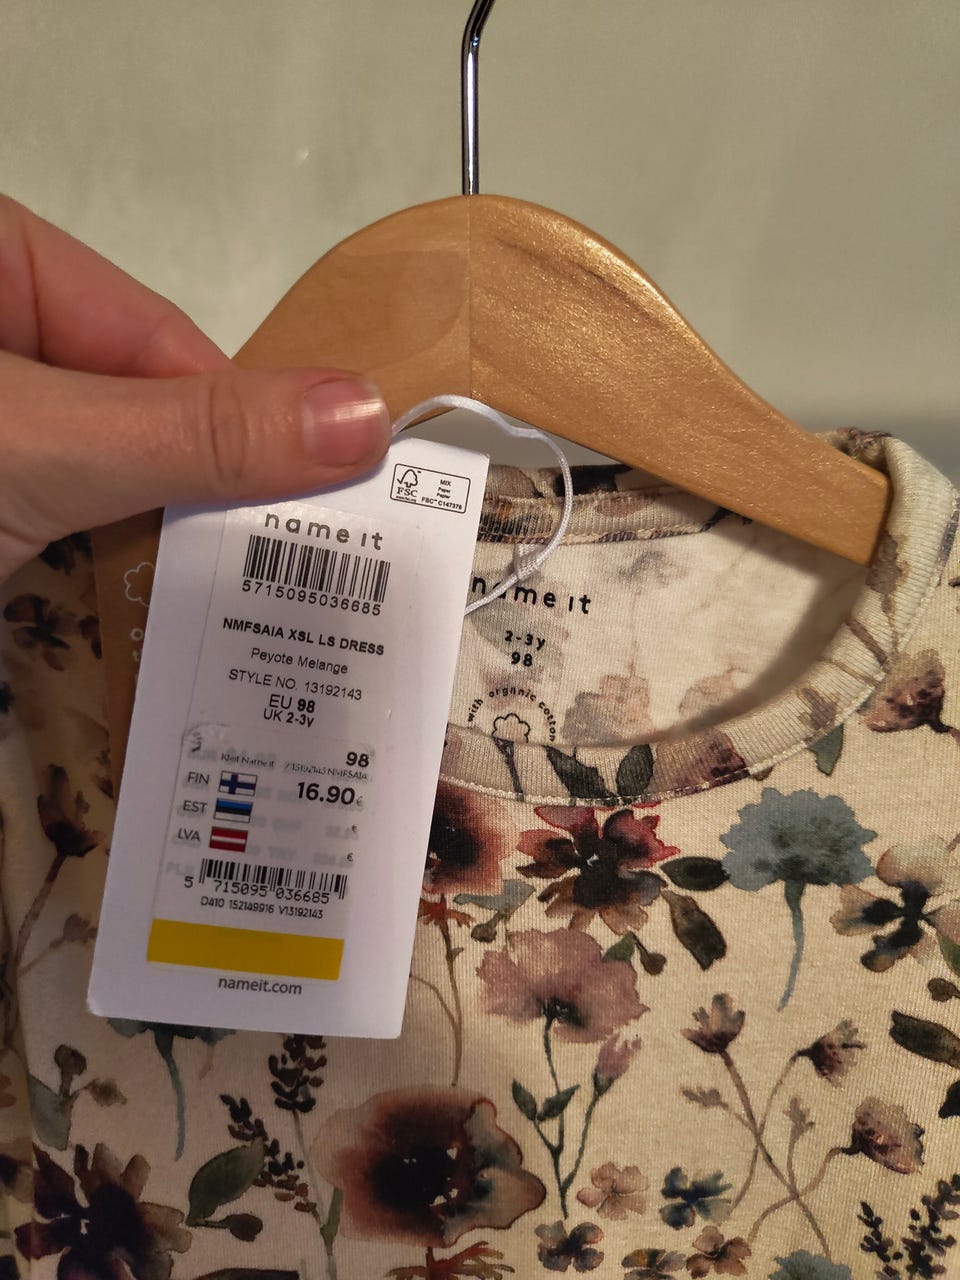 FSC
MIX
Paper
FSC™ C147376
name it
5715095036685
NMFSAIA XSL LS DRESS
Peyote Melange
STYLE NO. 13192143
EU 98
UK 2-3y
98
FIN 16.90€
EST €
LVA €
5 715095 036685
D410 152149916 V13192143
nameit.com
name it
2-3y
98
with organic cotton